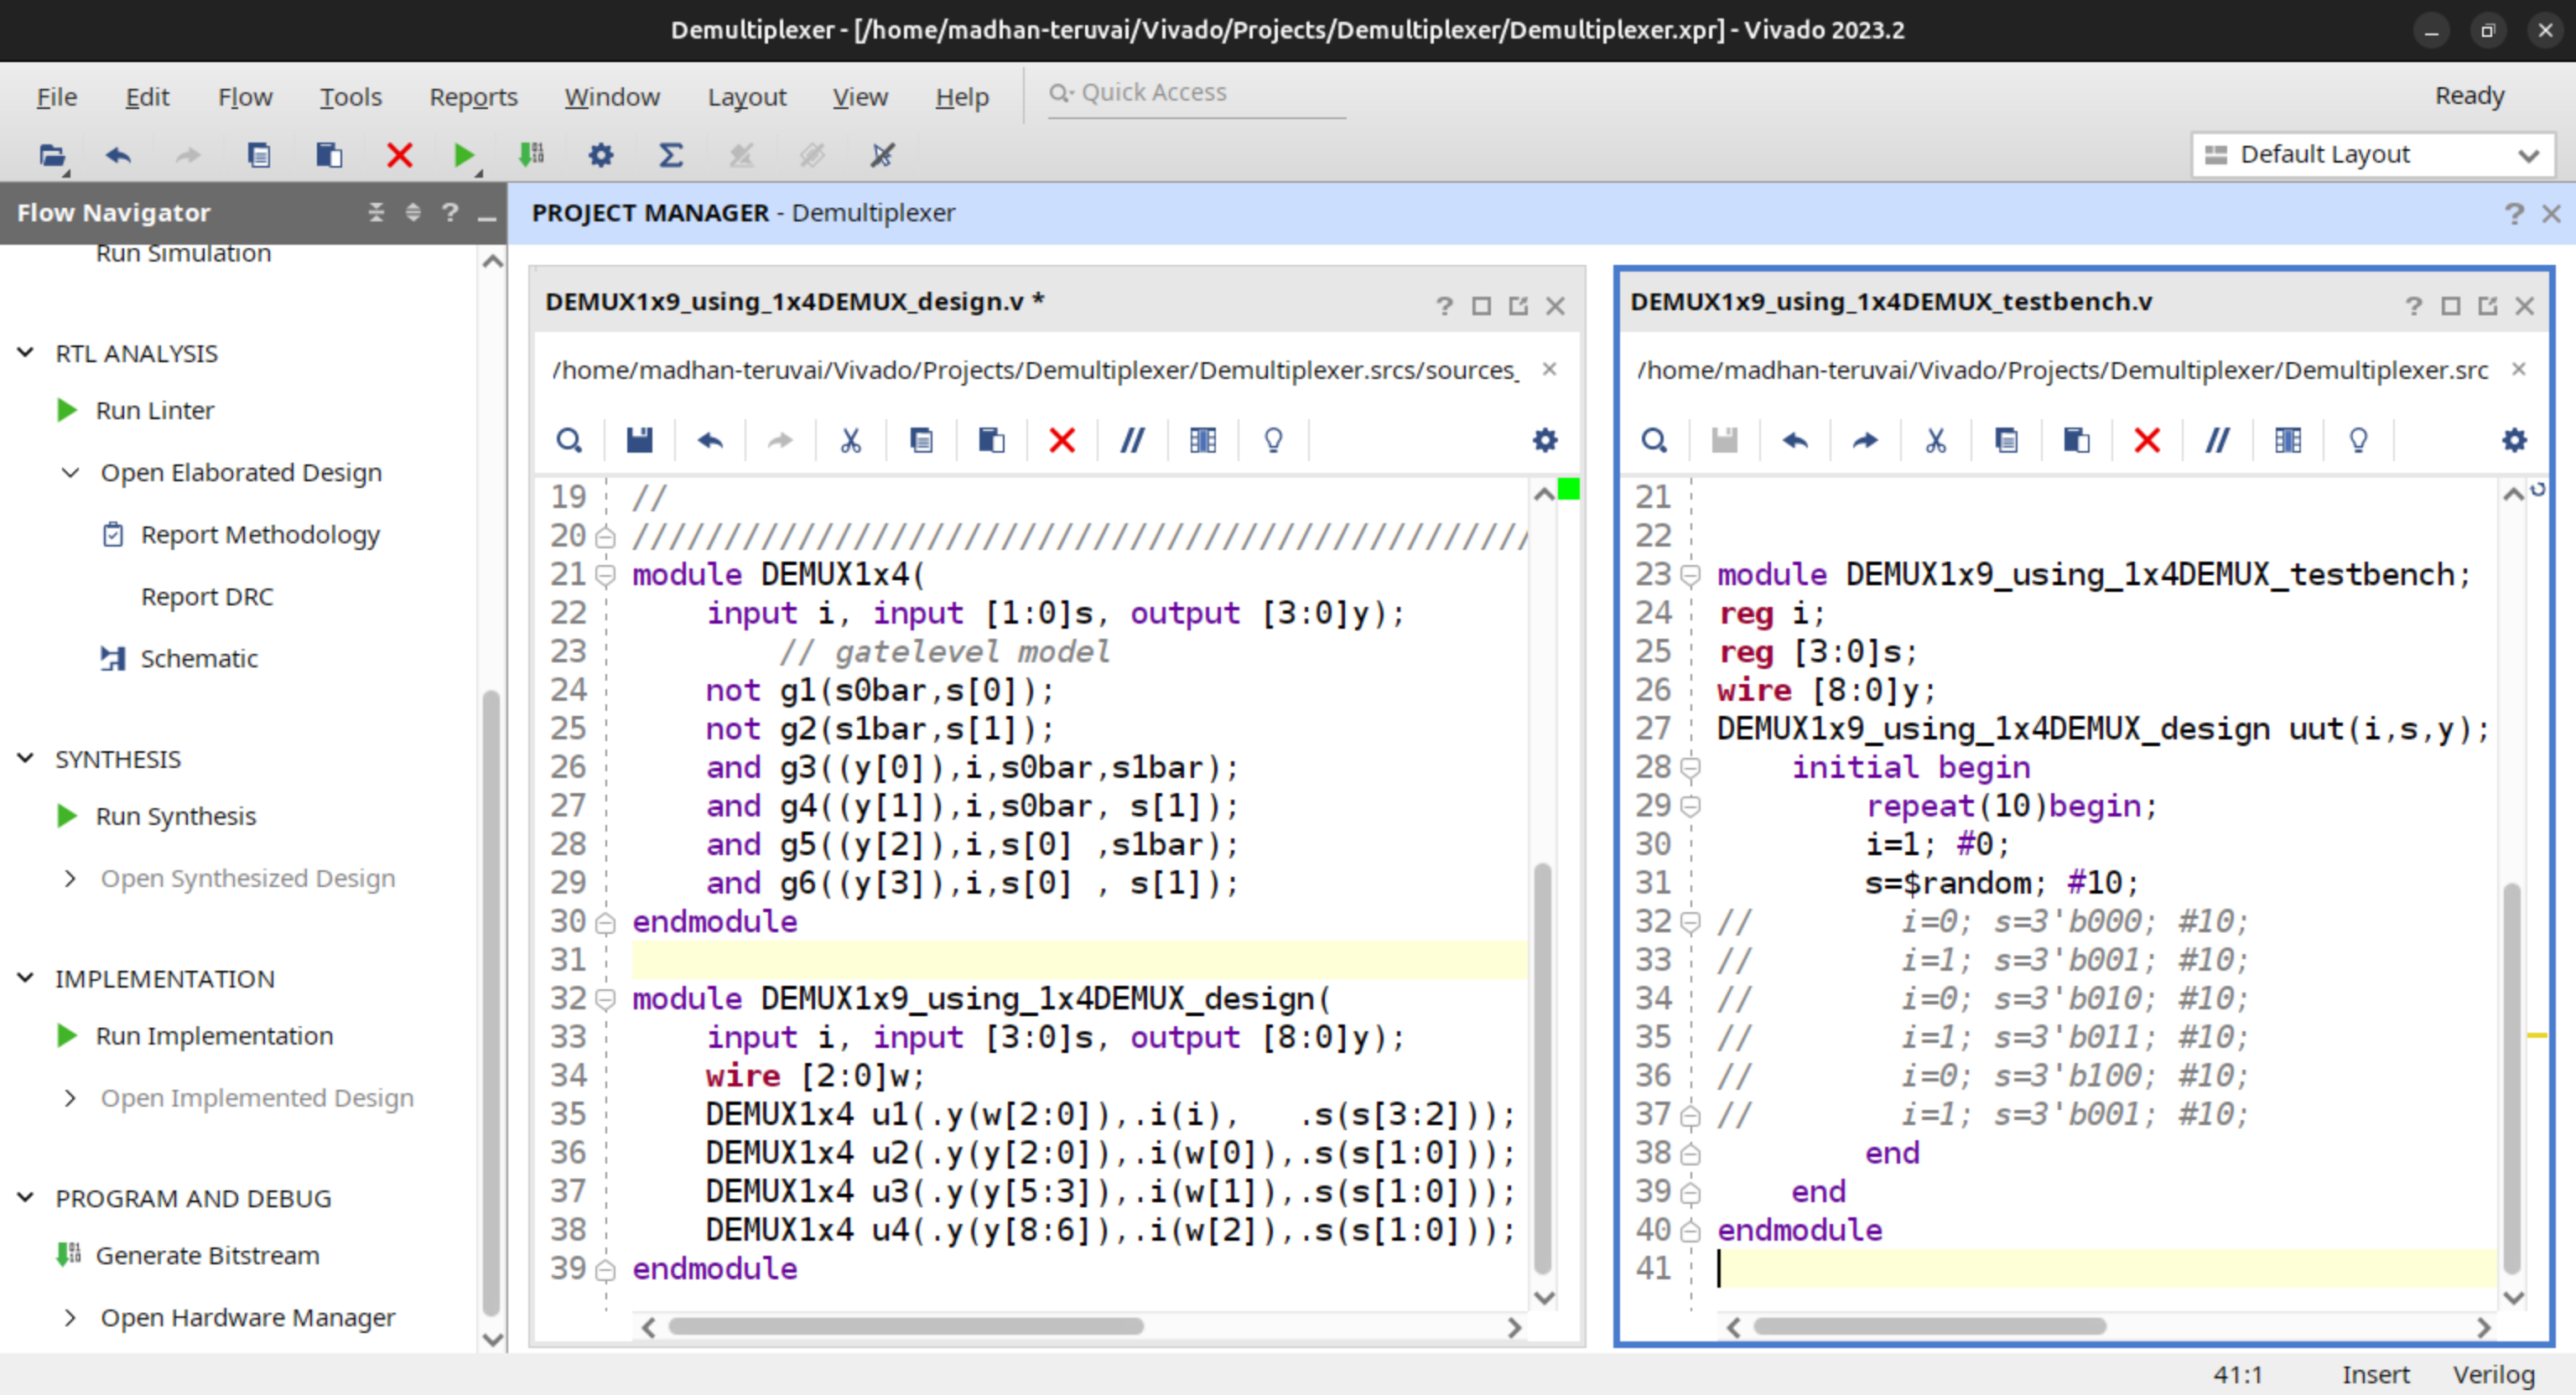 Demultiplexer - [/home/madhan-teruvai/Vivado/Projects/Demultiplexer/Demultiplexer.xpr] - Vivado 2023.2
File Edit Flow Tools Reports Window Layout View Help Quick Access Ready
Default Layout
Flow Navigator
Run Simulation
RTL ANALYSIS
Run Linter
Open Elaborated Design
Report Methodology
Report DRC
Schematic
SYNTHESIS
Run Synthesis
Open Synthesized Design
IMPLEMENTATION
Run Implementation
Open Implemented Design
PROGRAM AND DEBUG
Generate Bitstream
Open Hardware Manager
PROJECT MANAGER - Demultiplexer
DEMUX1x9_using_1x4DEMUX_design.v *
/home/madhan-teruvai/Vivado/Projects/Demultiplexer/Demultiplexer.srcs/sources_
19 //
20 /////////////////////////////////////////////////
21 module DEMUX1x4(
22 input i, input [1:0]s, output [3:0]y);
23 // gatelevel model
24 not g1(s0bar,s[0]);
25 not g2(s1bar,s[1]);
26 and g3((y[0]),i,s0bar,s1bar);
27 and g4((y[1]),i,s0bar, s[1]);
28 and g5((y[2]),i,s[0] ,s1bar);
29 and g6((y[3]),i,s[0] , s[1]);
30 endmodule
31
32 module DEMUX1x9_using_1x4DEMUX_design(
33 input i, input [3:0]s, output [8:0]y);
34 wire [2:0]w;
35 DEMUX1x4 u1(.y(w[2:0]),.i(i), .s(s[3:2]));
36 DEMUX1x4 u2(.y(y[2:0]),.i(w[0]),.s(s[1:0]));
37 DEMUX1x4 u3(.y(y[5:3]),.i(w[1]),.s(s[1:0]));
38 DEMUX1x4 u4(.y(y[8:6]),.i(w[2]),.s(s[1:0]));
39 endmodule
DEMUX1x9_using_1x4DEMUX_testbench.v
/home/madhan-teruvai/Vivado/Projects/Demultiplexer/Demultiplexer.src
21
22
23 module DEMUX1x9_using_1x4DEMUX_testbench;
24 reg i;
25 reg [3:0]s;
26 wire [8:0]y;
27 DEMUX1x9_using_1x4DEMUX_design uut(i,s,y);
28 initial begin
29 repeat(10)begin;
30 i=1; #0;
31 s=$random; #10;
32 // i=0; s=3'b000; #10;
33 // i=1; s=3'b001; #10;
34 // i=0; s=3'b010; #10;
35 // i=1; s=3'b011; #10;
36 // i=0; s=3'b100; #10;
37 // i=1; s=3'b001; #10;
38 end
39 end
40 endmodule
41
41:1 Insert Verilog